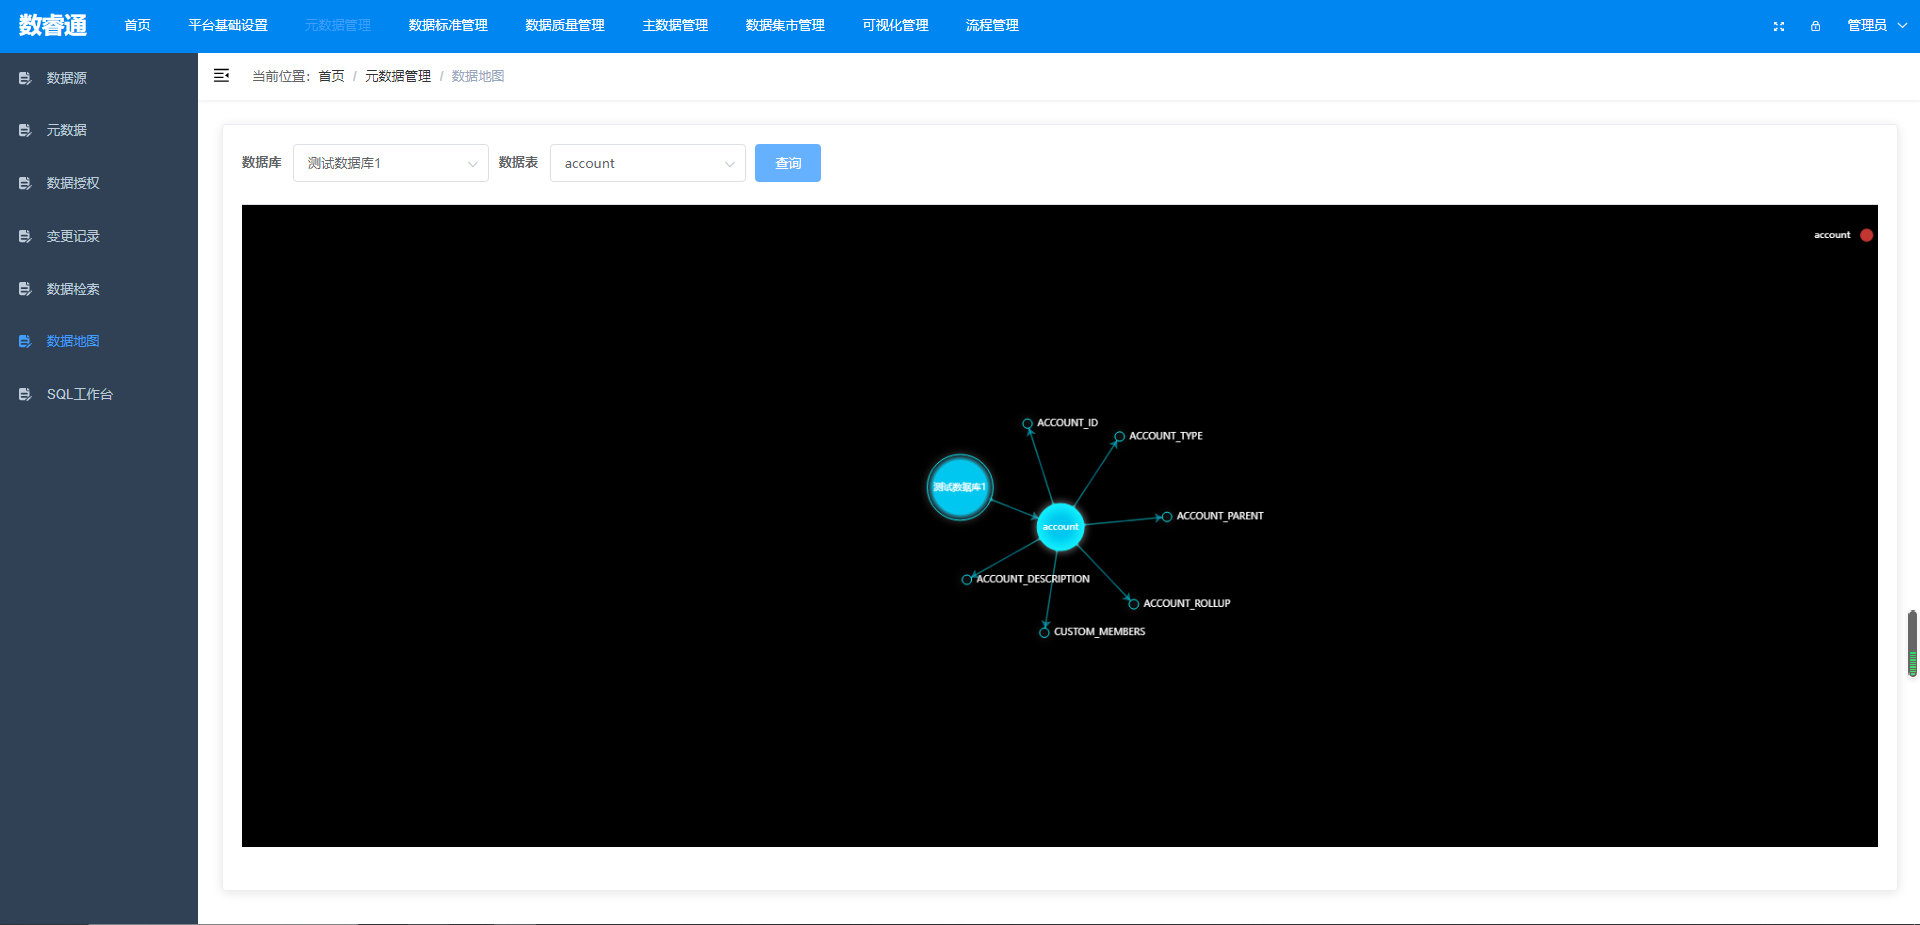 数睿通 首页 平台基础设置 元数据管理 数据标准管理 数据质量管理 主数据管理 数据集市管理 可视化管理 流程管理 管理员
数据源
元数据
数据授权
变更记录
数据检索
数据地图
SQL工作台
当前位置: 首页 / 元数据管理 / 数据地图
数据库 测试数据库1 数据表 account 查询
account
ACCOUNT_ID
ACCOUNT_TYPE
测试数据库1
ACCOUNT_PARENT
account
ACCOUNT_DESCRIPTION
ACCOUNT_ROLLUP
CUSTOM_MEMBERS